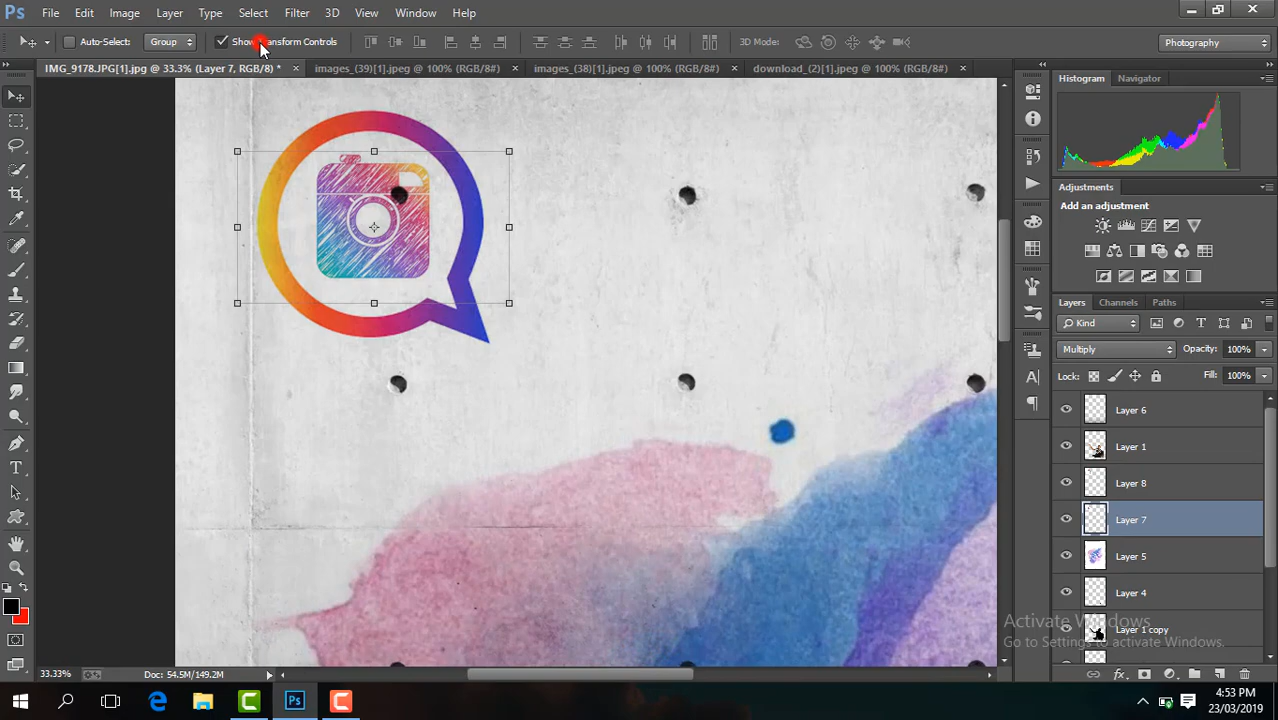 Ps File Edit Image Layer Type Select Filter 3D View Window Help
Auto-Select: Group Show Transform Controls 3D Mode: Photography
IMG_9178.JPG[1].jpg @ 33.3% (Layer 7, RGB/8) * × images_(39)[1].jpeg @ 100% (RGB/8#) × images_(38)[1].jpeg @ 100% (RGB/8#) × download_(2)[1].jpeg @ 100% (RGB/8#) ×
Histogram Navigator
Adjustments
Add an adjustment
Layers Channels Paths
Kind
Multiply Opacity: 100%
Lock: Fill: 100%
Layer 6
Layer 1
Layer 8
Layer 7
Layer 5
Layer 4
Layer 1 copy
Activate Windows
Go to Settings to activate Windows.
33.33% Doc: 54.5M/149.2M
4:53 PM
23/03/2019